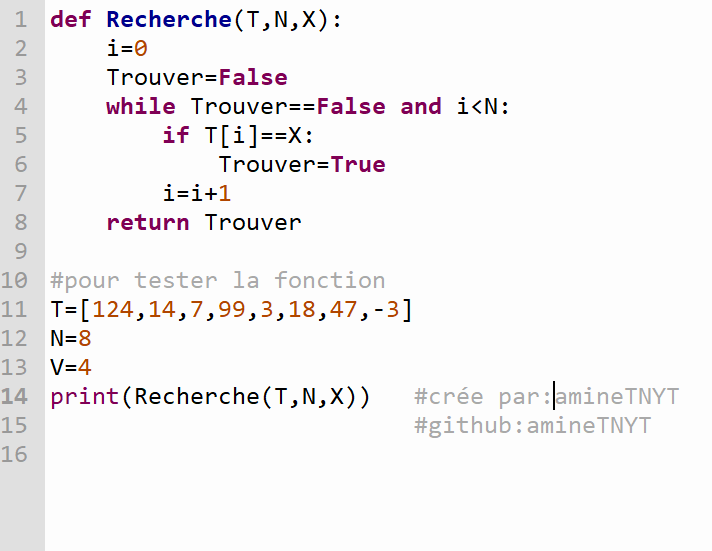 1 def Recherche(T,N,X):
2     i=0
3     Trouver=False
4     while Trouver==False and i<N:
5         if T[i]==X:
6             Trouver=True
7         i=i+1
8     return Trouver
9
10 #pour tester la fonction
11 T=[124,14,7,99,3,18,47,-3]
12 N=8
13 V=4
14 print(Recherche(T,N,X))   #crée par:amineTNYT
15                           #github:amineTNYT
16